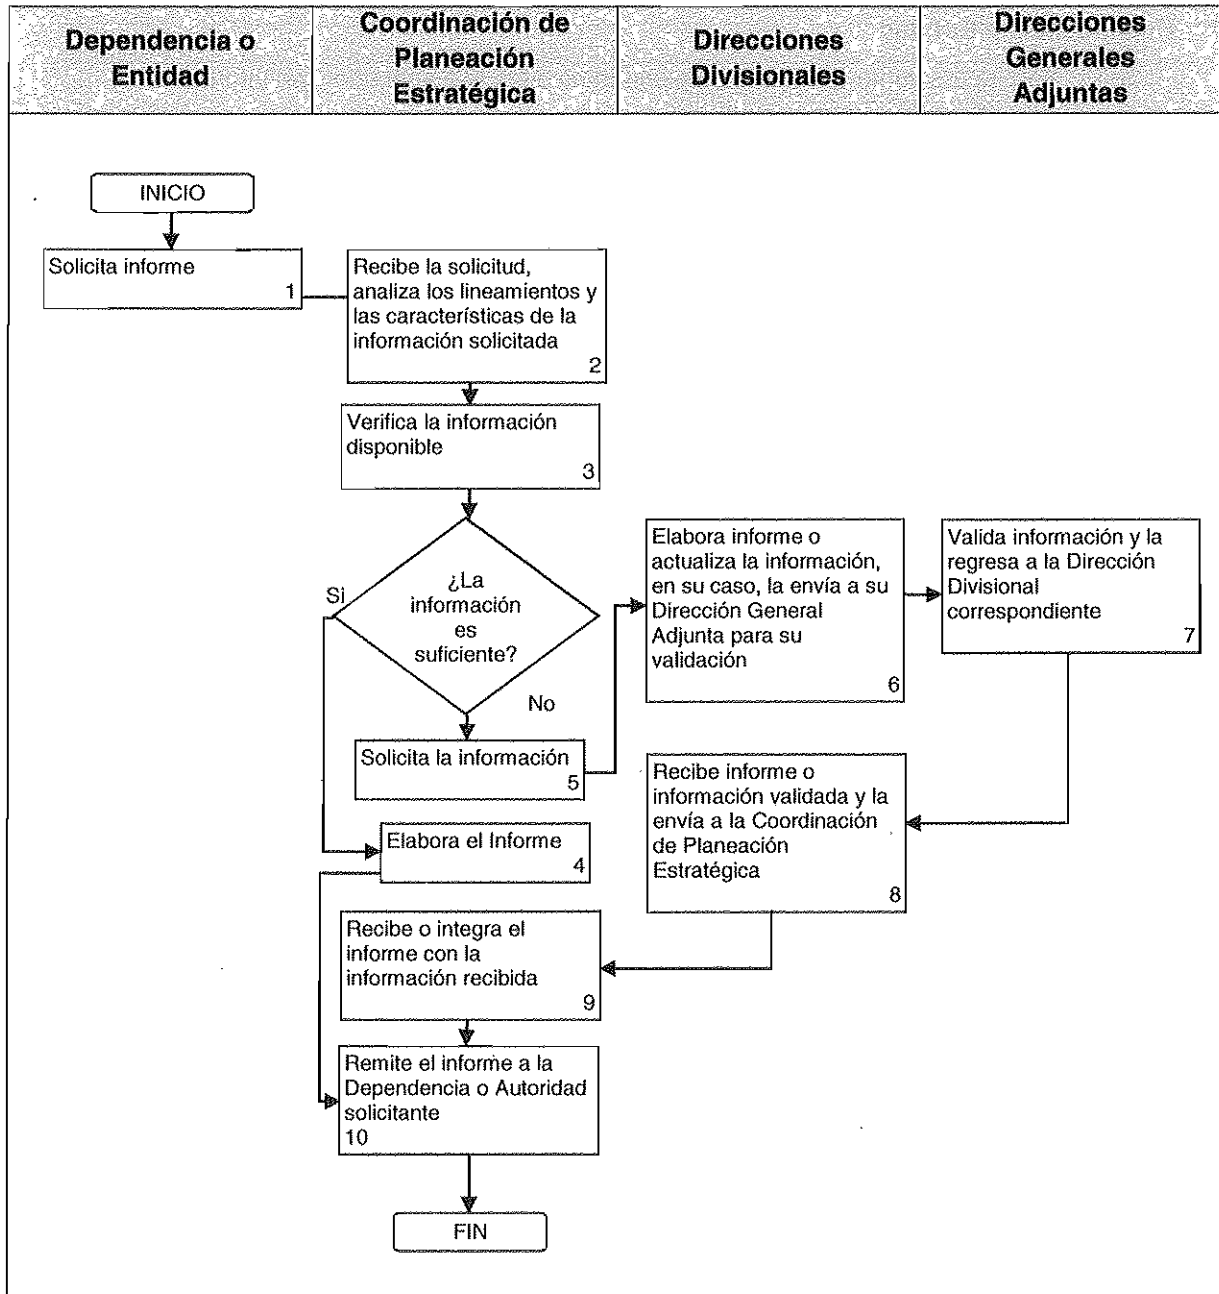 Dependencia o
Entidad
Coordinación de
Planeación
Estratégica
Direcciones
Divisionales
Direcciones
Generales
Adjuntas
INICIO
Solicita informe
1
Recibe la solicitud,
analiza los lineamientos y
las características de la
información solicitada
2
Verifica la información
disponible
3
¿La
información
es
suficiente?
Si
No
Solicita la información
5
Elabora informe o
actualiza la información,
en su caso, la envía a su
Dirección General
Adjunta para su
validación
6
Valida información y la
regresa a la Dirección
Divisional
correspondiente
7
Recibe informe o
información validada y la
envía a la Coordinación
de Planeación
Estratégica
8
Elabora el Informe
4
Recibe o integra el
informe con la
información recibida
9
Remite el informe a la
Dependencia o Autoridad
solicitante
10
FIN